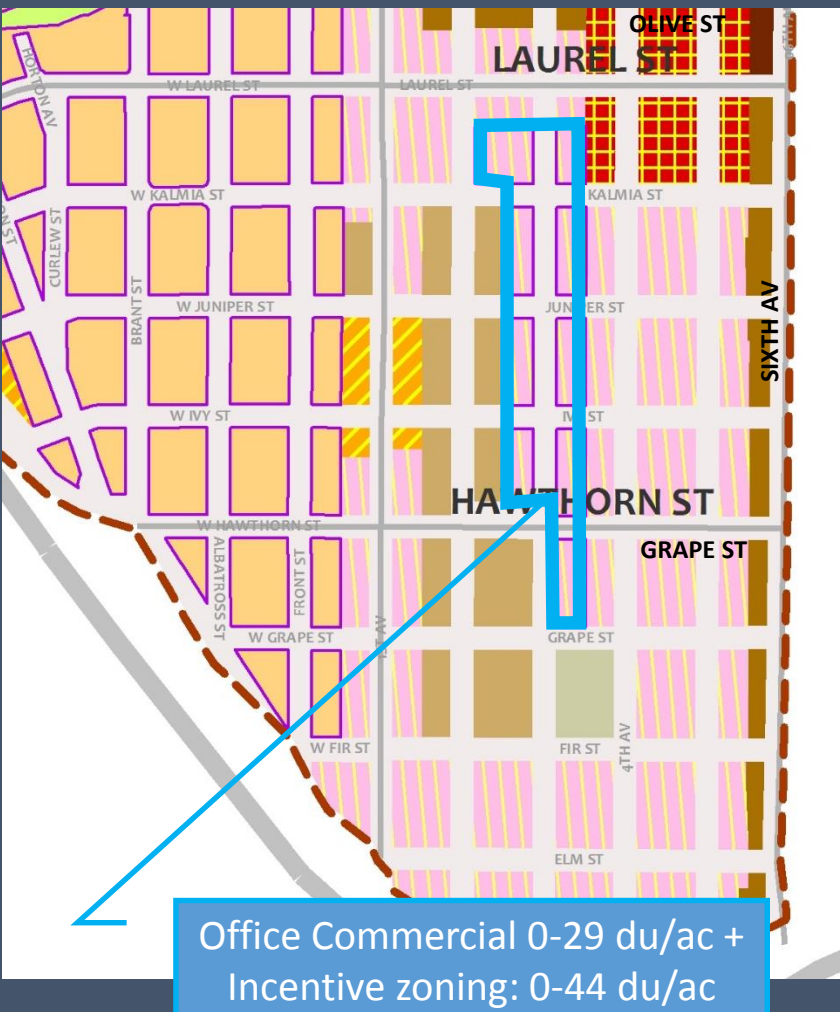 OLIVE ST
LAUREL ST
HORTON AV
W LAUREL ST
LAUREL ST
W KALMIA ST
KALMIA ST
CURLEW ST
BRANT ST
W JUNIPER ST
JUNIPER ST
SIXTH AV
W IVY ST
IVY ST
HAWTHORN ST
W HAWTHORN ST
GRAPE ST
ALBATROSS ST
FRONT ST
1ST AV
W GRAPE ST
GRAPE ST
W FIR ST
FIR ST
4TH AV
ELM ST
Office Commercial 0-29 du/ac +
Incentive zoning: 0-44 du/ac